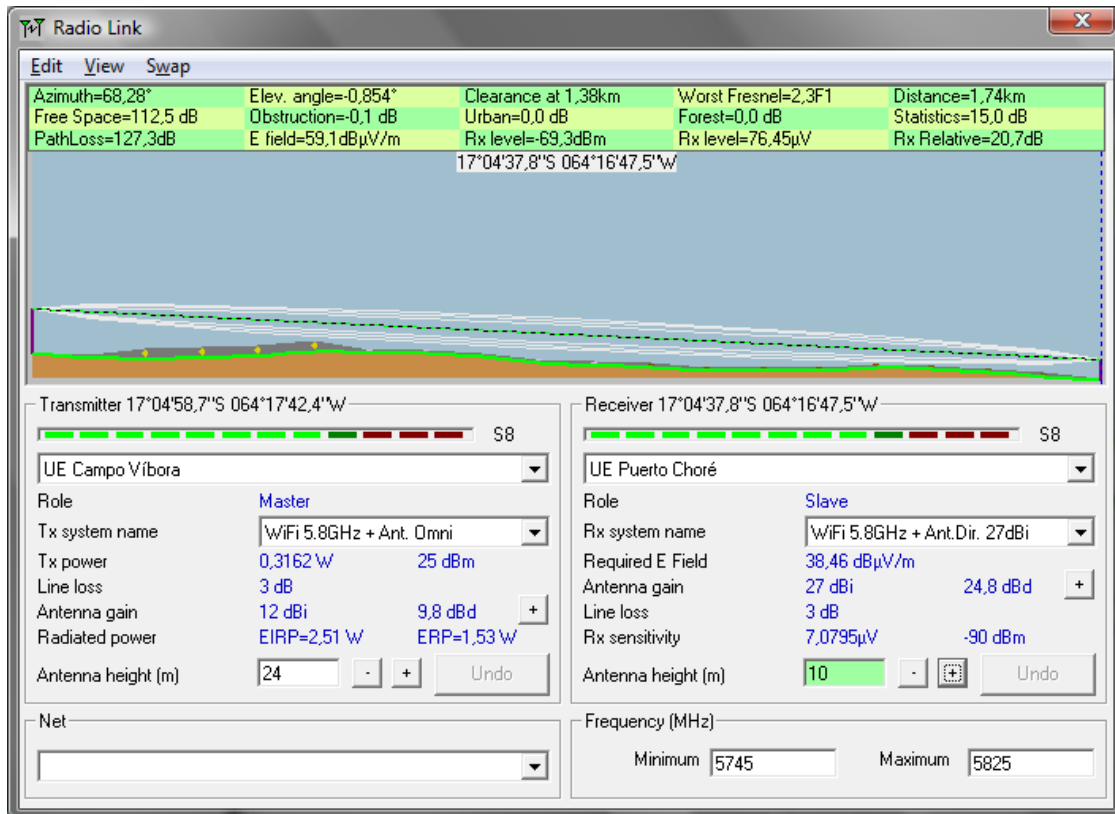 Radio Link
Edit View Swap
Azimuth=68,28° Elev. angle=-0,854° Clearance at 1,38km Worst Fresnel=2,3F1 Distance=1,74km
Free Space=112,5 dB Obstruction=-0,1 dB Urban=0,0 dB Forest=0,0 dB Statistics=15,0 dB
PathLoss=127,3dB E field=59,1dBμV/m Rx level=-69,3dBm Rx level=76,45μV Rx Relative=20,7dB
17°04'37,8"S 064°16'47,5"W
Transmitter 17°04'58,7"S 064°17'42,4"W
S8
UE Campo Víbora
Role Master
Tx system name WiFi 5.8GHz + Ant. Omni
Tx power 0,3162 W 25 dBm
Line loss 3 dB
Antenna gain 12 dBi 9,8 dBd +
Radiated power EIRP=2,51 W ERP=1,53 W
Antenna height (m) 24 - + Undo
Net
Receiver 17°04'37,8"S 064°16'47,5"W
S8
UE Puerto Choré
Role Slave
Rx system name WiFi 5.8GHz + Ant.Dir. 27dBi
Required E Field 38,46 dBμV/m
Antenna gain 27 dBi 24,8 dBd +
Line loss 3 dB
Rx sensitivity 7,0795μV -90 dBm
Antenna height (m) 10 - + Undo
Frequency (MHz)
Minimum 5745 Maximum 5825